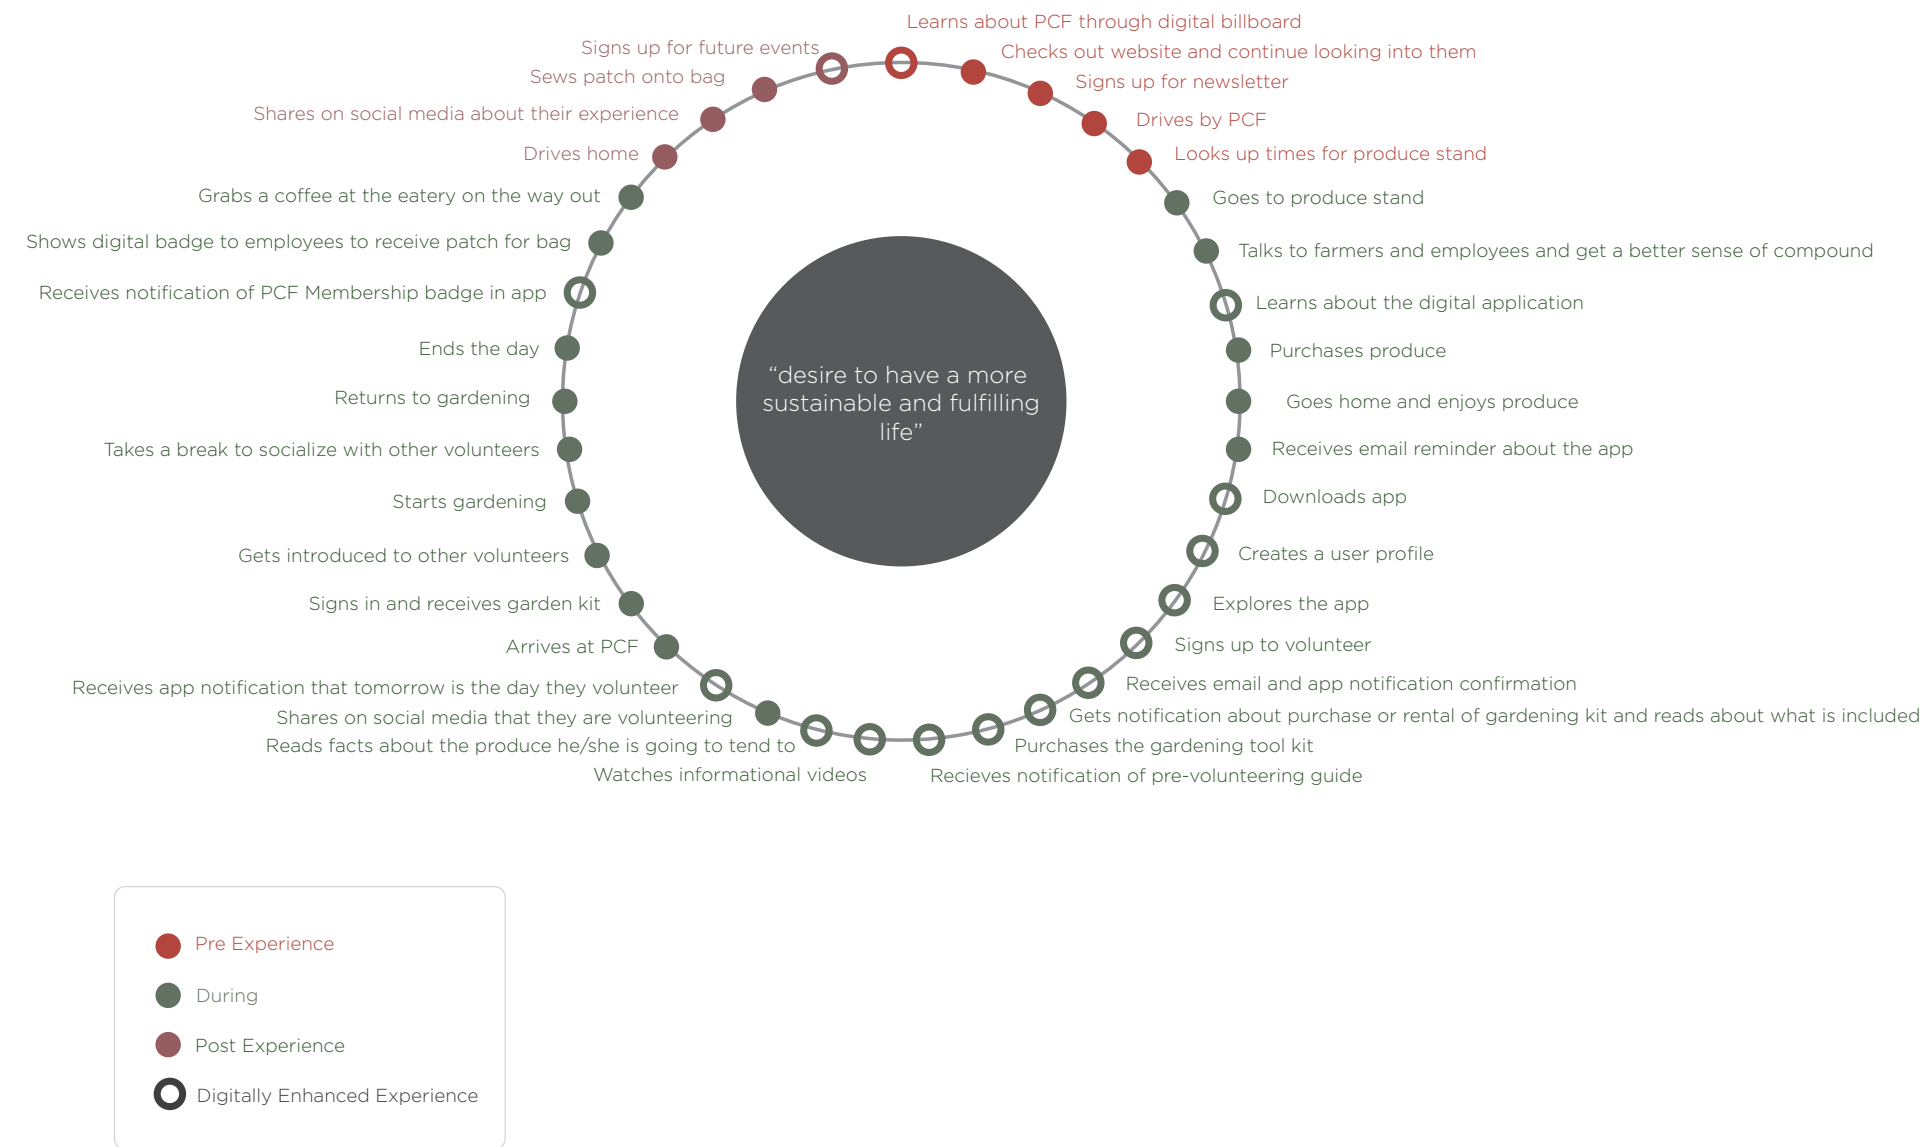 Learns about PCF through digital billboard
Checks out website and continue looking into them
Signs up for newsletter
Drives by PCF
Looks up times for produce stand
Goes to produce stand
Talks to farmers and employees and get a better sense of compound
Learns about the digital application
Purchases produce
Goes home and enjoys produce
Receives email reminder about the app
Downloads app
Creates a user profile
Explores the app
Signs up to volunteer
Receives email and app notification confirmation
Gets notification about purchase or rental of gardening kit and reads about what is included
Purchases the gardening tool kit
Recieves notification of pre-volunteering guide
Watches informational videos
Reads facts about the produce he/she is going to tend to
Shares on social media that they are volunteering
Receives app notification that tomorrow is the day they volunteer
Arrives at PCF
Signs in and receives garden kit
Gets introduced to other volunteers
Starts gardening
Takes a break to socialize with other volunteers
Returns to gardening
Ends the day
Receives notification of PCF Membership badge in app
Shows digital badge to employees to receive patch for bag
Grabs a coffee at the eatery on the way out
Drives home
Shares on social media about their experience
Sews patch onto bag
Signs up for future events
“desire to have a more
sustainable and fulfilling
life”
Pre Experience
During
Post Experience
Digitally Enhanced Experience